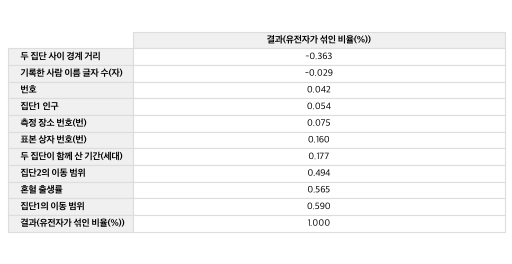 결과(유전자가 섞인 비율(%))
두 집단 사이 경계 거리 -0.363
기록한 사람 이름 글자 수(자) -0.029
번호 0.042
집단1 인구 0.054
측정 장소 번호(번) 0.075
표본 상자 번호(번) 0.160
두 집단이 함께 산 기간(세대) 0.177
집단2의 이동 범위 0.494
혼혈 출생률 0.565
집단1의 이동 범위 0.590
결과(유전자가 섞인 비율(%)) 1.000